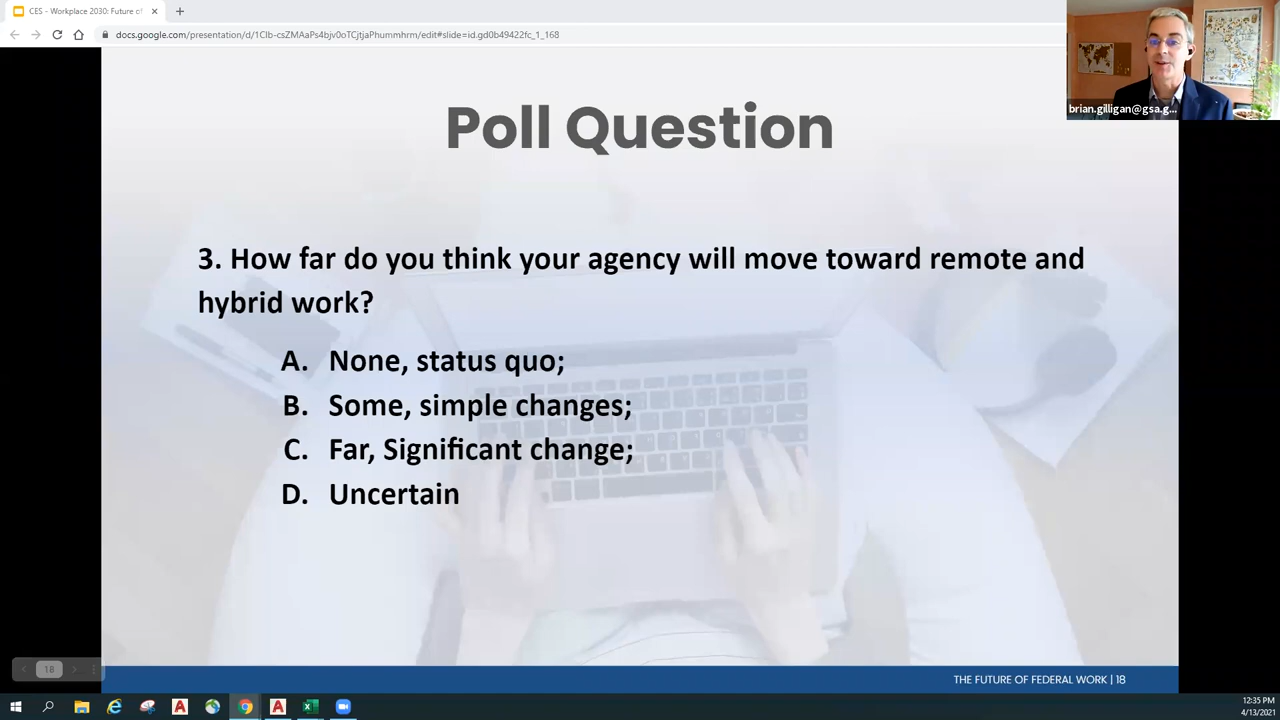 CES - Workplace 2030: Future of
docs.google.com/presentation/d/1CIb-csZMAaPs4bjv0oTCjtjaPhummhrm/edit#slide=id.gd0b49422fc_1_168
brian.gilligan@gsa.g...
Poll Question
3. How far do you think your agency will move toward remote and
hybrid work?
A. None, status quo;
B. Some, simple changes;
C. Far, Significant change;
D. Uncertain
18
THE FUTURE OF FEDERAL WORK | 18
12:35 PM
4/13/2021